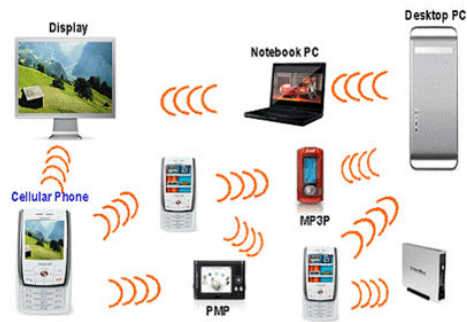 Desktop PC
Display
Notebook PC
Cellular Phone
MP3P
PMP